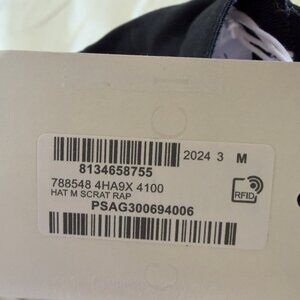 2024 3 M
8134658755
788548 4HA9X 4100
HAT M SCRAT RAP
RFID
PSAG300694006